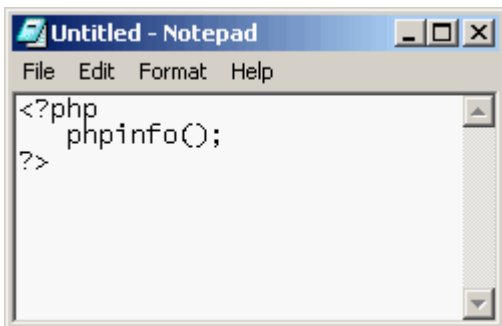 Untitled - Notepad
File Edit Format Help
<?php
   phpinfo();
?>